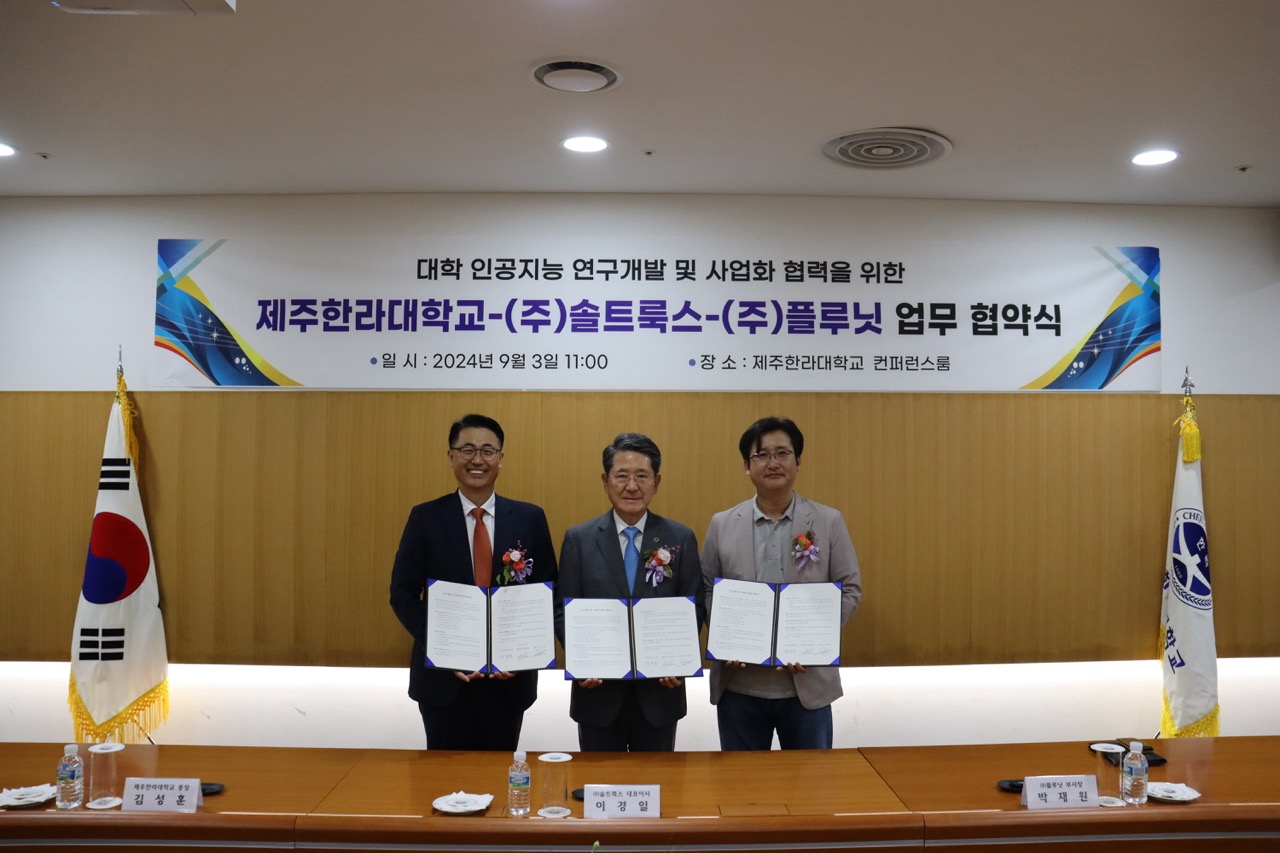 대학 인공지능 연구개발 및 사업화 협력을 위한
제주한라대학교-(주)솔트룩스-(주)플루닛 업무 협약식
•일 시 : 2024년 9월 3일 11:00
•장 소 : 제주한라대학교 컨퍼런스룸
CHE
학교
제주한라대학교 총장
김성훈
㈜솔트룩스 대표이사
이경일
㈜플루닛 부사장
박재원